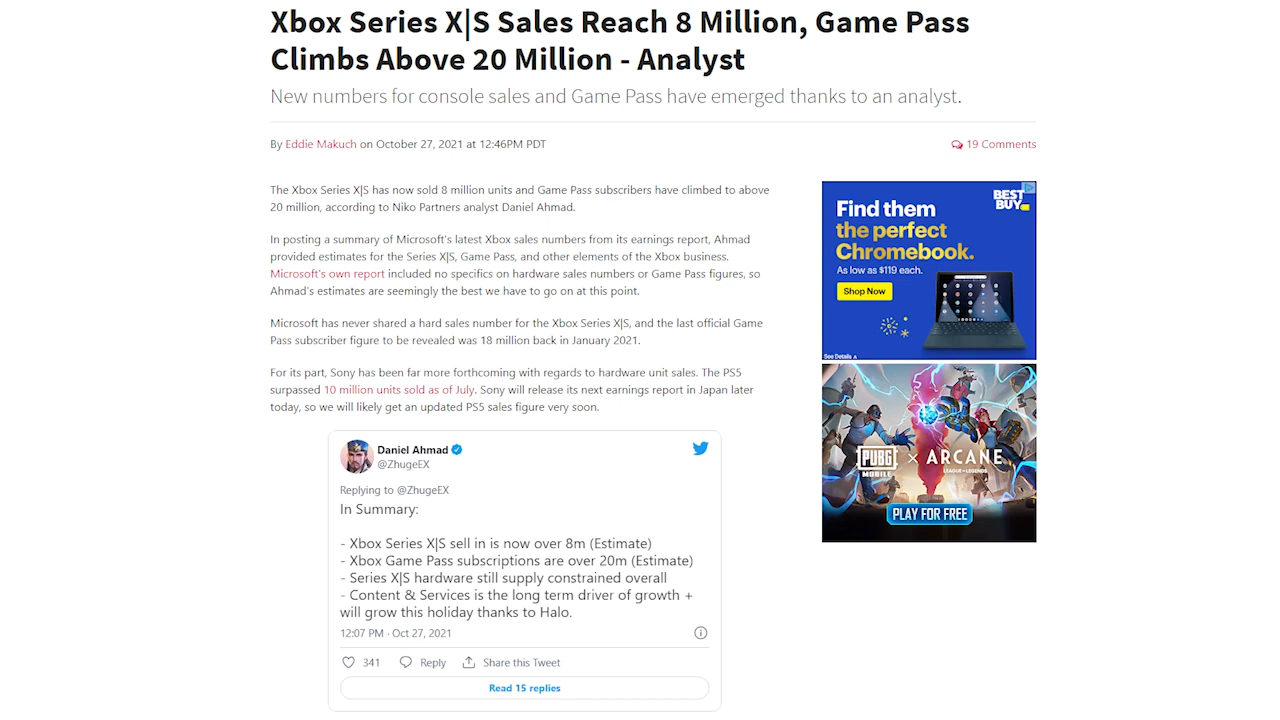 Xbox Series X|S Sales Reach 8 Million, Game Pass
Climbs Above 20 Million - Analyst
New numbers for console sales and Game Pass have emerged thanks to an analyst.
By Eddie Makuch on October 27, 2021 at 12:46PM PDT
19 Comments
The Xbox Series X|S has now sold 8 million units and Game Pass subscribers have climbed to above
20 million, according to Niko Partners analyst Daniel Ahmad.
In posting a summary of Microsoft's latest Xbox sales numbers from its earnings report, Ahmad
provided estimates for the Series X|S, Game Pass, and other elements of the Xbox business.
Microsoft's own report included no specifics on hardware sales numbers or Game Pass figures, so
Ahmad's estimates are seemingly the best we have to go on at this point.
Microsoft has never shared a hard sales number for the Xbox Series X|S, and the last official Game
Pass subscriber figure to be revealed was 18 million back in January 2021.
For its part, Sony has been far more forthcoming with regards to hardware unit sales. The PS5
surpassed 10 million units sold as of July. Sony will release its next earnings report in Japan later
today, so we will likely get an updated PS5 sales figure very soon.
Daniel Ahmad
@ZhugeEX
Replying to @ZhugeEX
In Summary:
- Xbox Series X|S sell in is now over 8m (Estimate)
- Xbox Game Pass subscriptions are over 20m (Estimate)
- Series X|S hardware still supply constrained overall
- Content & Services is the long term driver of growth +
will grow this holiday thanks to Halo.
12:07 PM · Oct 27, 2021
341 Reply Share this Tweet
Read 15 replies
BEST
BUY
Find them
the perfect
Chromebook.
As low as $119 each.
Shop Now
See Details
PUBG
MOBILE
X ARCANE
LEAGUE OF LEGENDS
PLAY FOR FREE